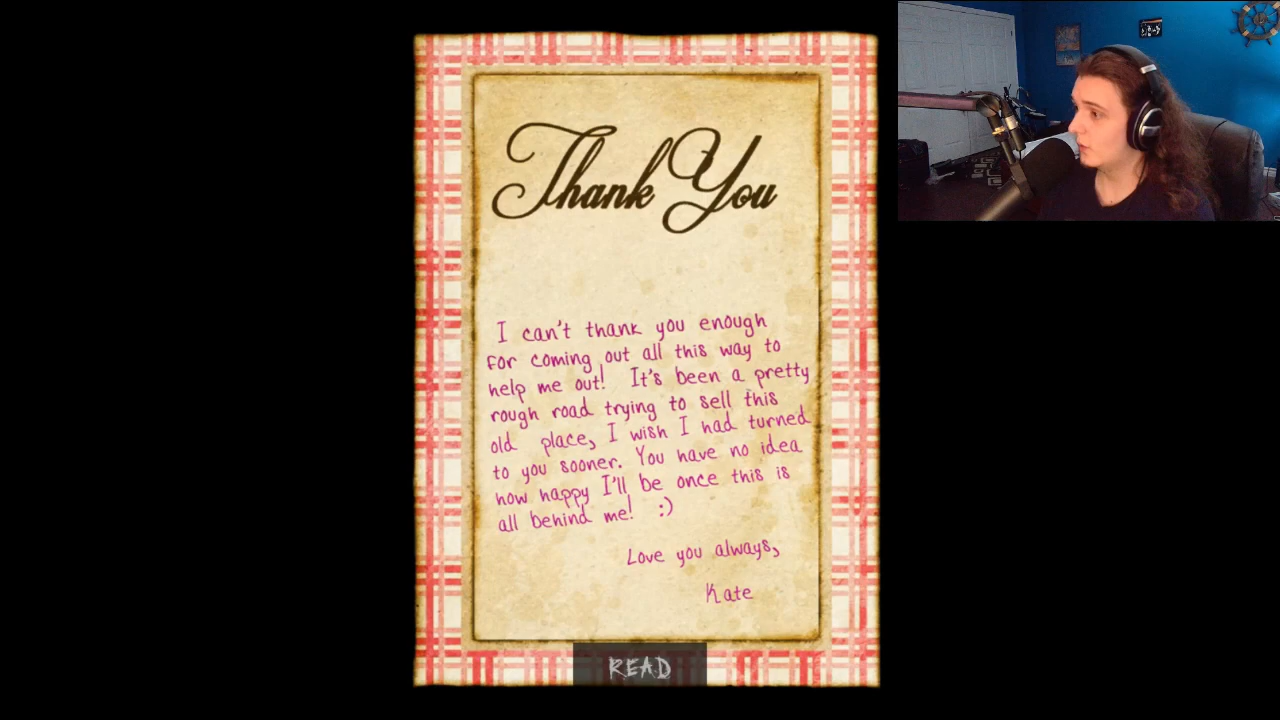 Thank You
I can't thank you enough
for coming out all this way to
help me out! It's been a pretty
rough road trying to sell this
old place, I wish I had turned
to you sooner. You have no idea
how happy I'll be once this is
all behind me! :)
Love you always,
Kate
READ